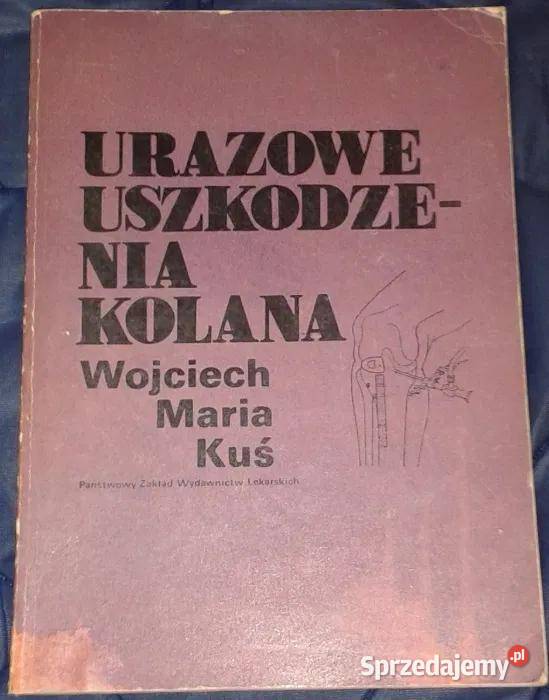 URAZOWE
USZKODZE-
NIA
KOLANA
Wojciech
Maria
Kuś
Państwowy Zakład Wydawnictw Lekarskich
Sprzedajemy.pl